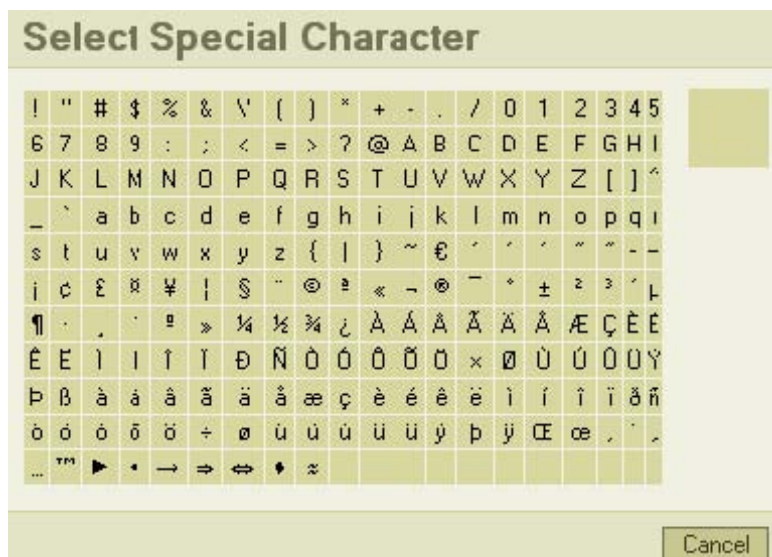 Select Special Character
! " # $ % & \' ( ) * + - . / 0 1 2 3 4 5
6 7 8 9 : ; < = > ? @ A B C D E F G H I
J K L M N O P Q R S T U V W X Y Z [ ] ^
_ ` a b c d e f g h i j k l m n o p q r
s t u v w x y z { | } ~ €
¡ ¢ £ ¤ ¥ ¦ § ¨ © ª « ¬ ® ¯ ° ± ² ³ ´ µ
¶ · ¸ º » ¼ ½ ¾ ¿ À Á Â Ã Ä Å Æ Ç È É
Ê Ë Ì Í Î Ï Ð Ñ Ò Ó Ô Õ Ö × Ø Ù Ú Û Ü Ÿ
Þ ß à á â ã ä å æ ç è é ê ë ì í î ï ð ñ
ò ó ô õ ö ÷ ø ù ú û ü ü ý þ ÿ Œ œ
... ™ ► • → ⇒ ⇔ ♦ ≈
Cancel